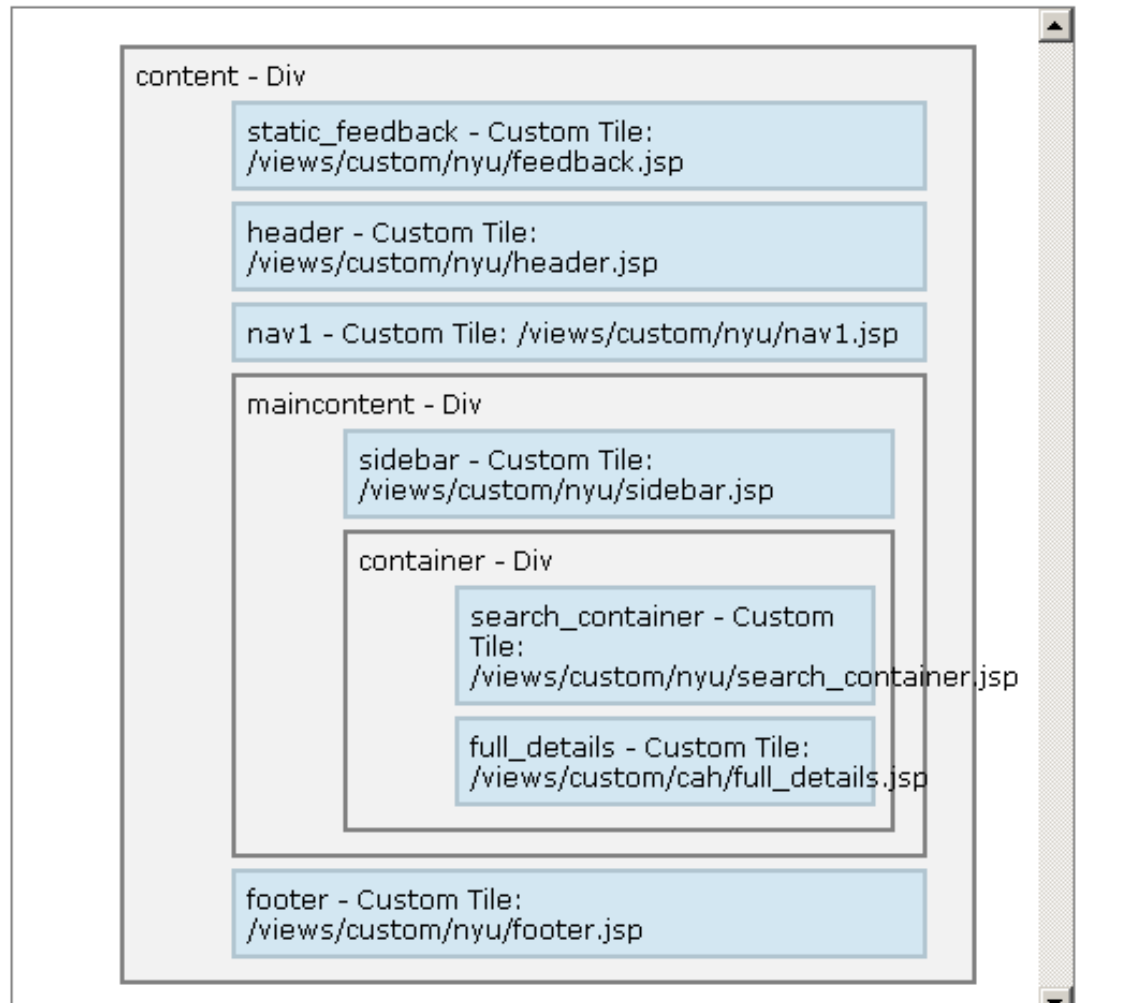 content - Div
static_feedback - Custom Tile:
/views/custom/nyu/feedback.jsp
header - Custom Tile:
/views/custom/nyu/header.jsp
nav1 - Custom Tile: /views/custom/nyu/nav1.jsp
maincontent - Div
sidebar - Custom Tile:
/views/custom/nyu/sidebar.jsp
container - Div
search_container - Custom
Tile:
/views/custom/nyu/search_container.jsp
full_details - Custom Tile:
/views/custom/cah/full_details.jsp
footer - Custom Tile:
/views/custom/nyu/footer.jsp